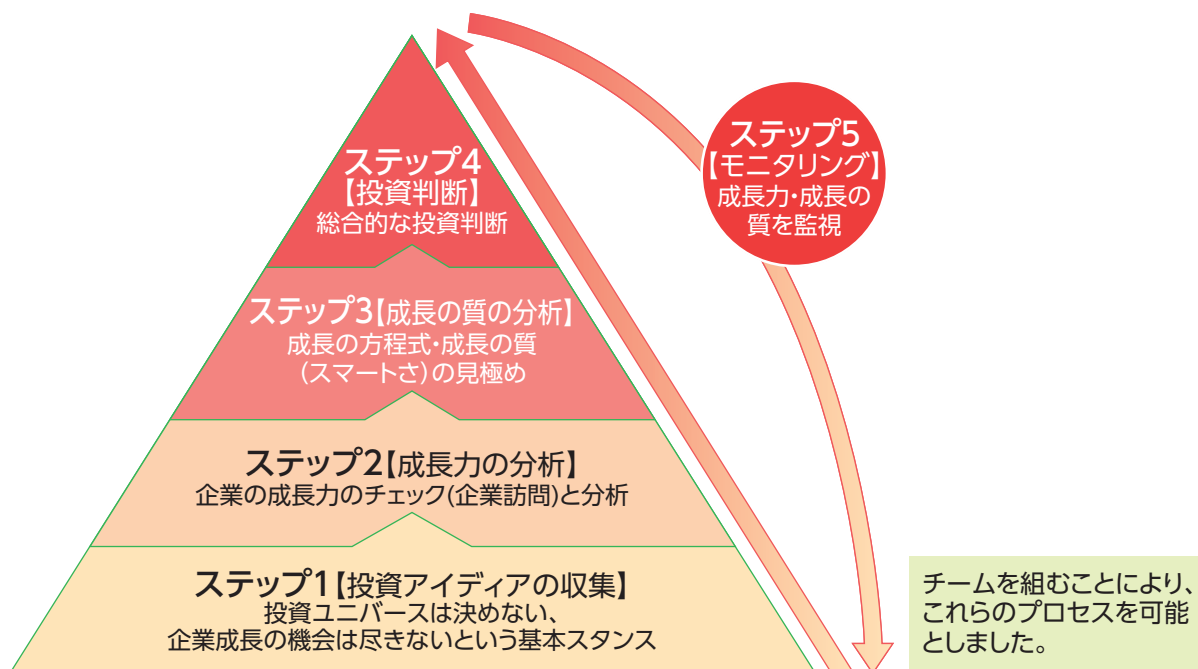 ステップ4
【投資判断】
総合的な投資判断
ステップ5
【モニタリング】
成長力・成長の
質を監視
ステップ3【成長の質の分析】
成長の方程式・成長の質
（スマートさ）の見極め
ステップ2【成長力の分析】
企業の成長力のチェック(企業訪問)と分析
ステップ1【投資アイディアの収集】
投資ユニバースは決めない、
企業成長の機会は尽きないという基本スタンス
チームを組むことにより、
これらのプロセスを可能
としました。